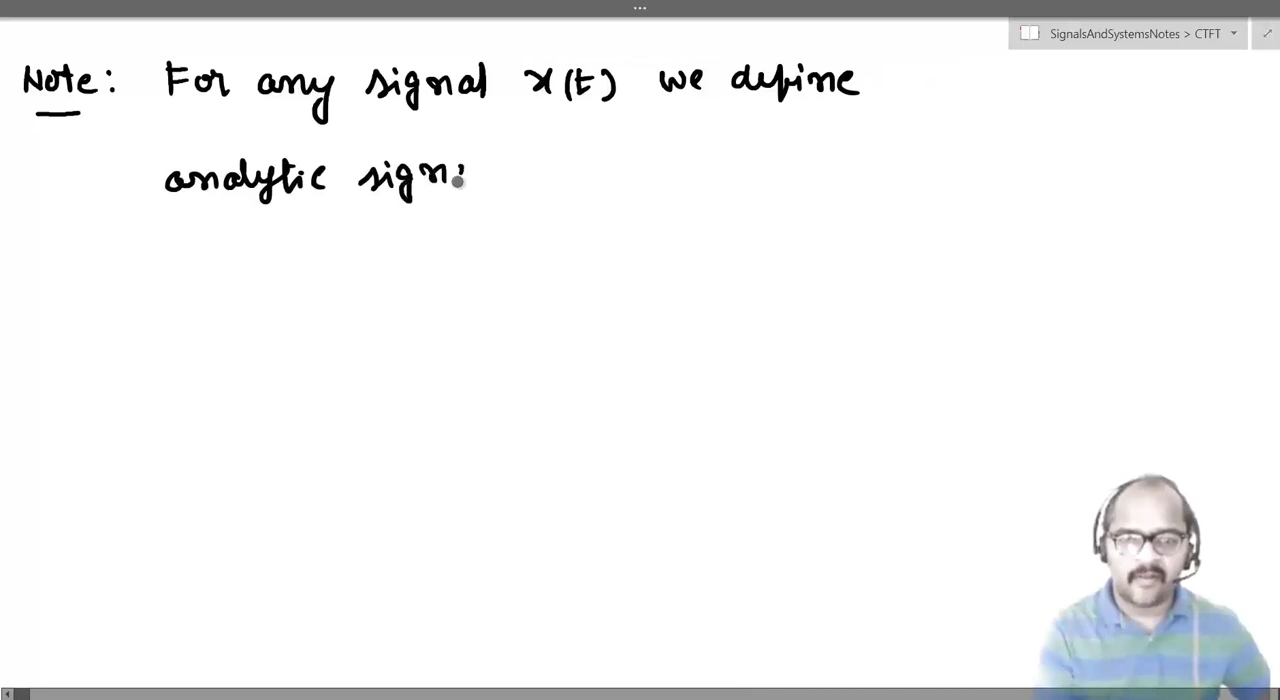 SignalsAndSystemsNotes > CTFT
Note: For any signal x(t) we define
analytic sign